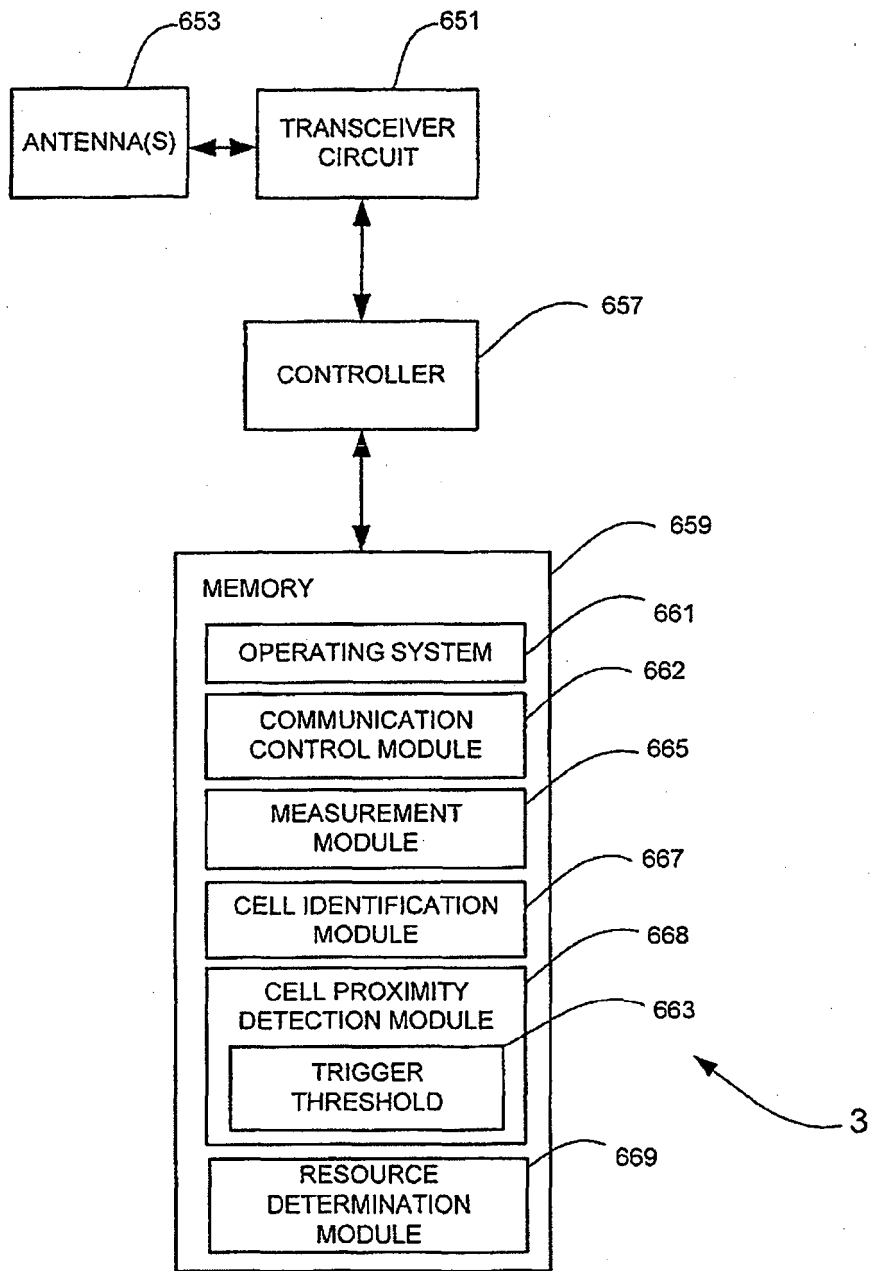 653
651
ANTENNA(S)
TRANSCEIVER
CIRCUIT
657
CONTROLLER
659
MEMORY
661
OPERATING SYSTEM
662
COMMUNICATION
CONTROL MODULE
665
MEASUREMENT
MODULE
667
CELL IDENTIFICATION
MODULE
668
CELL PROXIMITY
DETECTION MODULE
663
TRIGGER
THRESHOLD
3
669
RESOURCE
DETERMINATION
MODULE